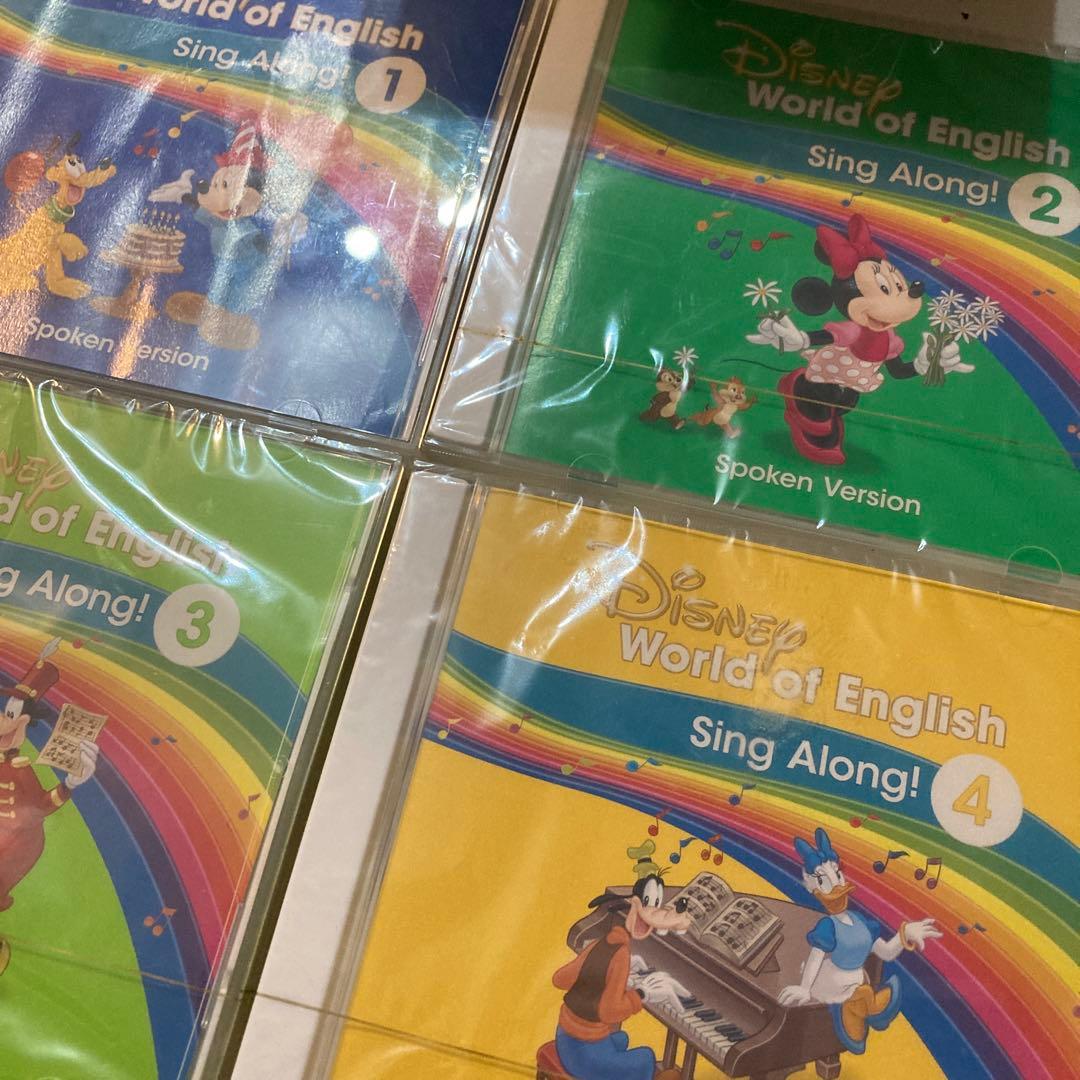 World of English
Sing Along! 1
Spoken Version
DISNEY
World of English
Sing Along! 2
Spoken Version
NEY
d of English
g Along! 3
DISNEY
World of English
Sing Along! 4